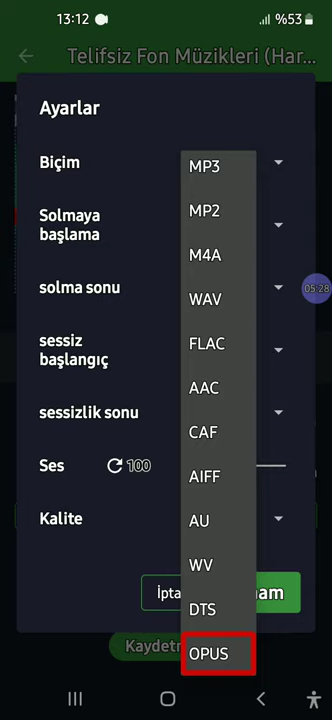 13:12 %53
Telifsiz Fon Müzikleri (Har...
Ayarlar
Biçim
Solmaya
başlama
solma sonu
sessiz
başlangıç
sessizlik sonu
Ses 100
Kalite
MP3
MP2
M4A
WAV
FLAC
AAC
CAF
AIFF
AU
WV
DTS
OPUS
05:28
İpta
mam
Kaydetm